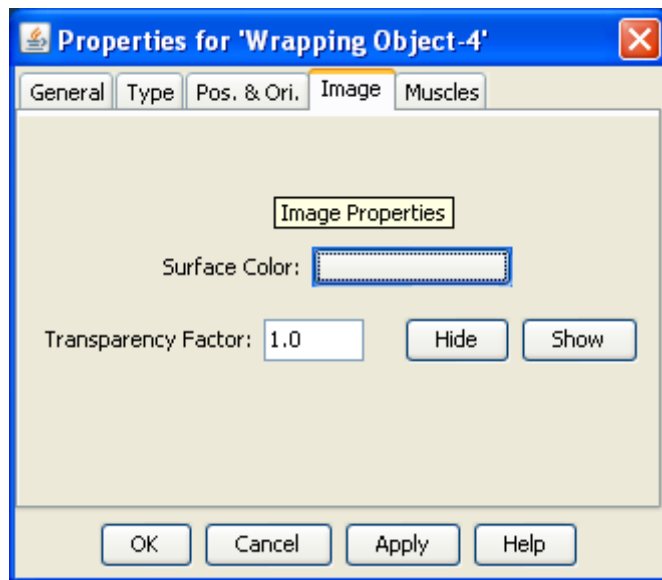 Properties for 'Wrapping Object-4'
General Type Pos. & Ori. Image Muscles
Image Properties
Surface Color:
Transparency Factor: 1.0 Hide Show
OK Cancel Apply Help